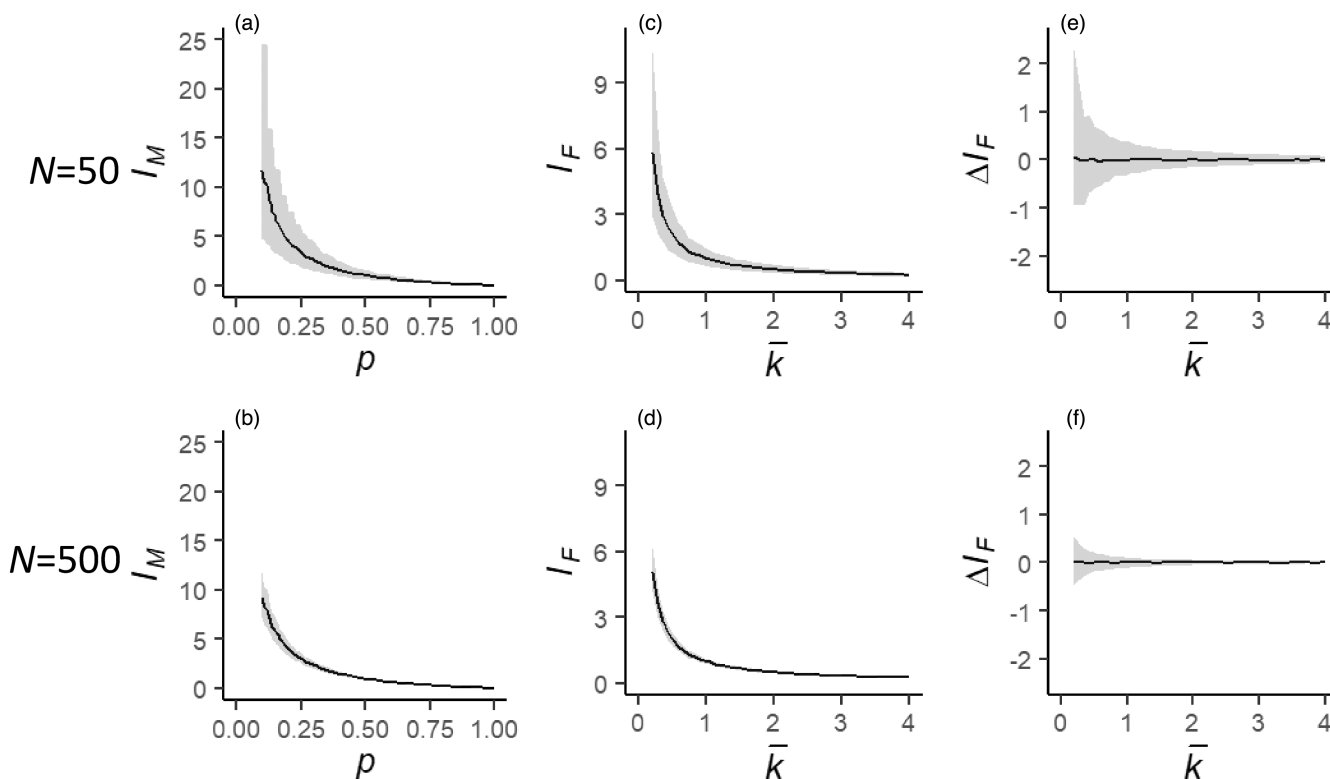 (a)
25
20
15
10
5
0
I_M
0.00 0.25 0.50 0.75 1.00
p
N=50
(c)
9
6
3
0
I_F
0 1 2 3 4
k̄
(e)
2
1
0
-1
-2
ΔI_F
0 1 2 3 4
k̄
(b)
25
20
15
10
5
0
I_M
0.00 0.25 0.50 0.75 1.00
p
N=500
(d)
9
6
3
0
I_F
0 1 2 3 4
k̄
(f)
2
1
0
-1
-2
ΔI_F
0 1 2 3 4
k̄